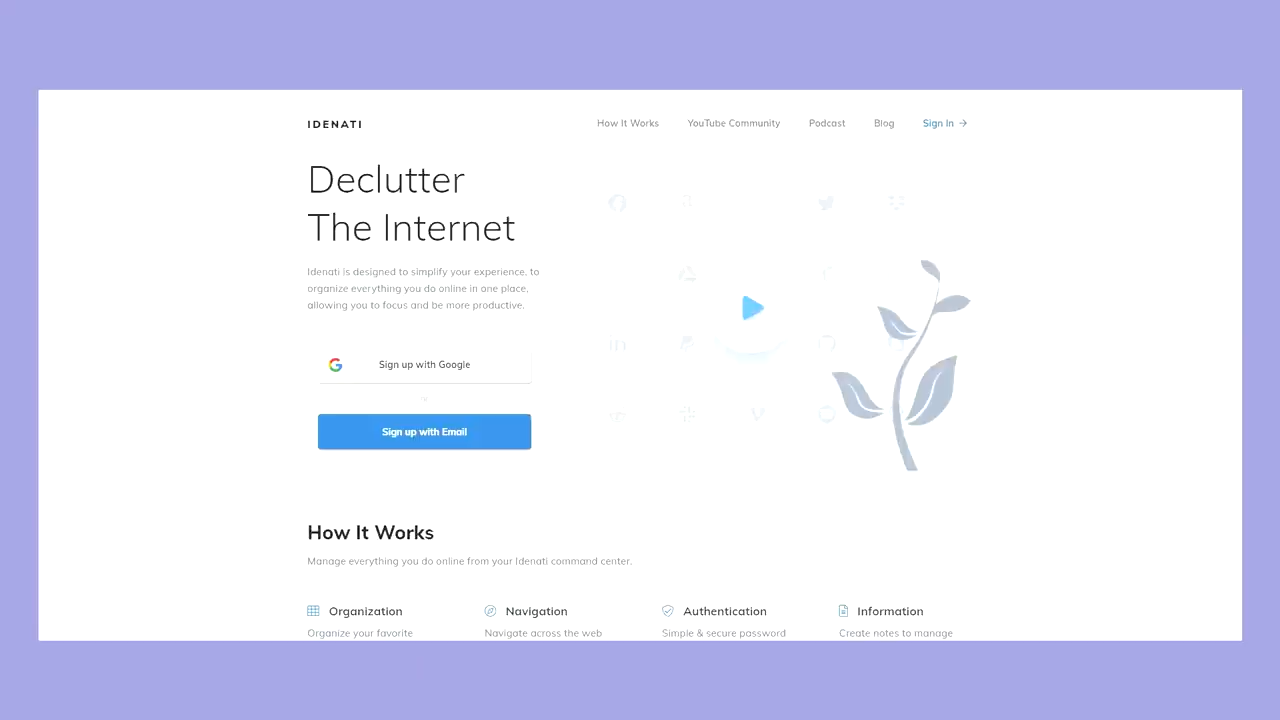 IDENATI
How It Works
YouTube Community
Podcast
Blog
Sign In →
Declutter
The Internet
Idenati is designed to simplify your experience, to
organize everything you do online in one place,
allowing you to focus and be more productive.
Sign up with Google
Sign up with Email
How It Works
Manage everything you do online from your Idenati command center.
Organization
Organize your favorite
Navigation
Navigate across the web
Authentication
Simple & secure password
Information
Create notes to manage